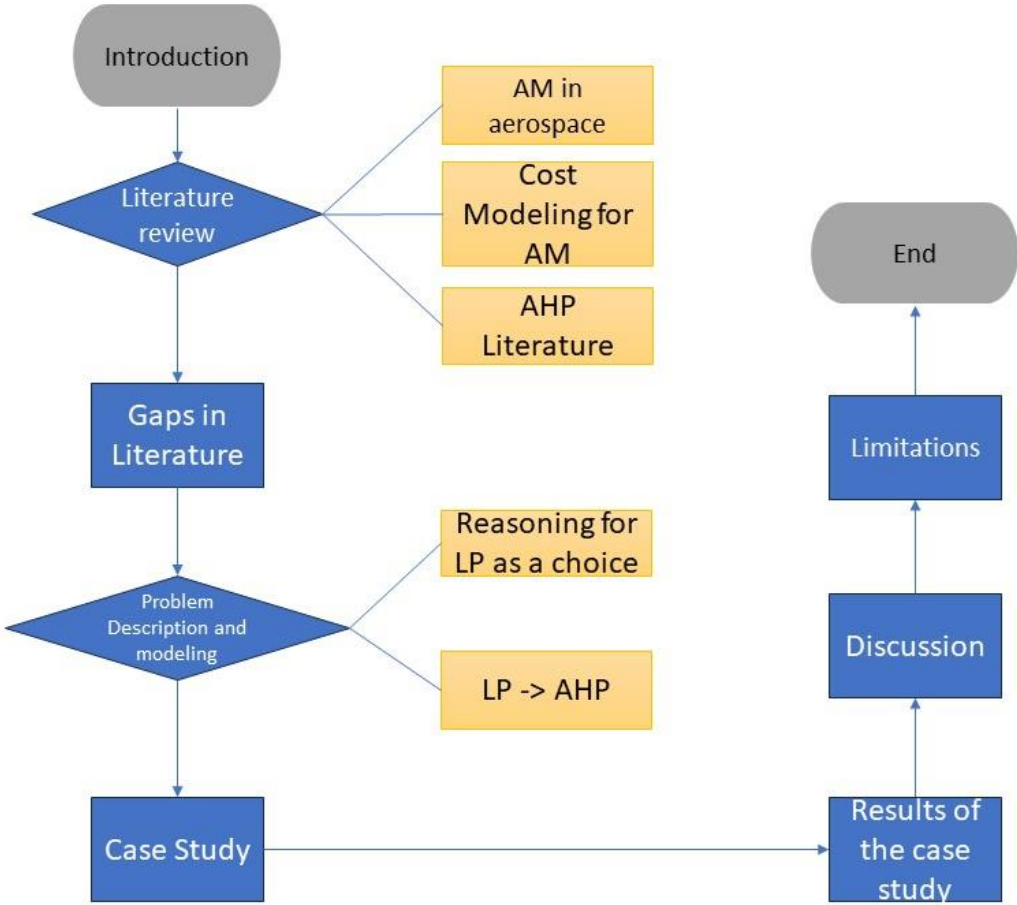 Introduction
Literature
review
AM in
aerospace
Cost
Modeling for
AM
AHP
Literature
Gaps in
Literature
Problem
Description and
modeling
Reasoning for
LP as a choice
LP -> AHP
Case Study
Results of
the case
study
Discussion
Limitations
End